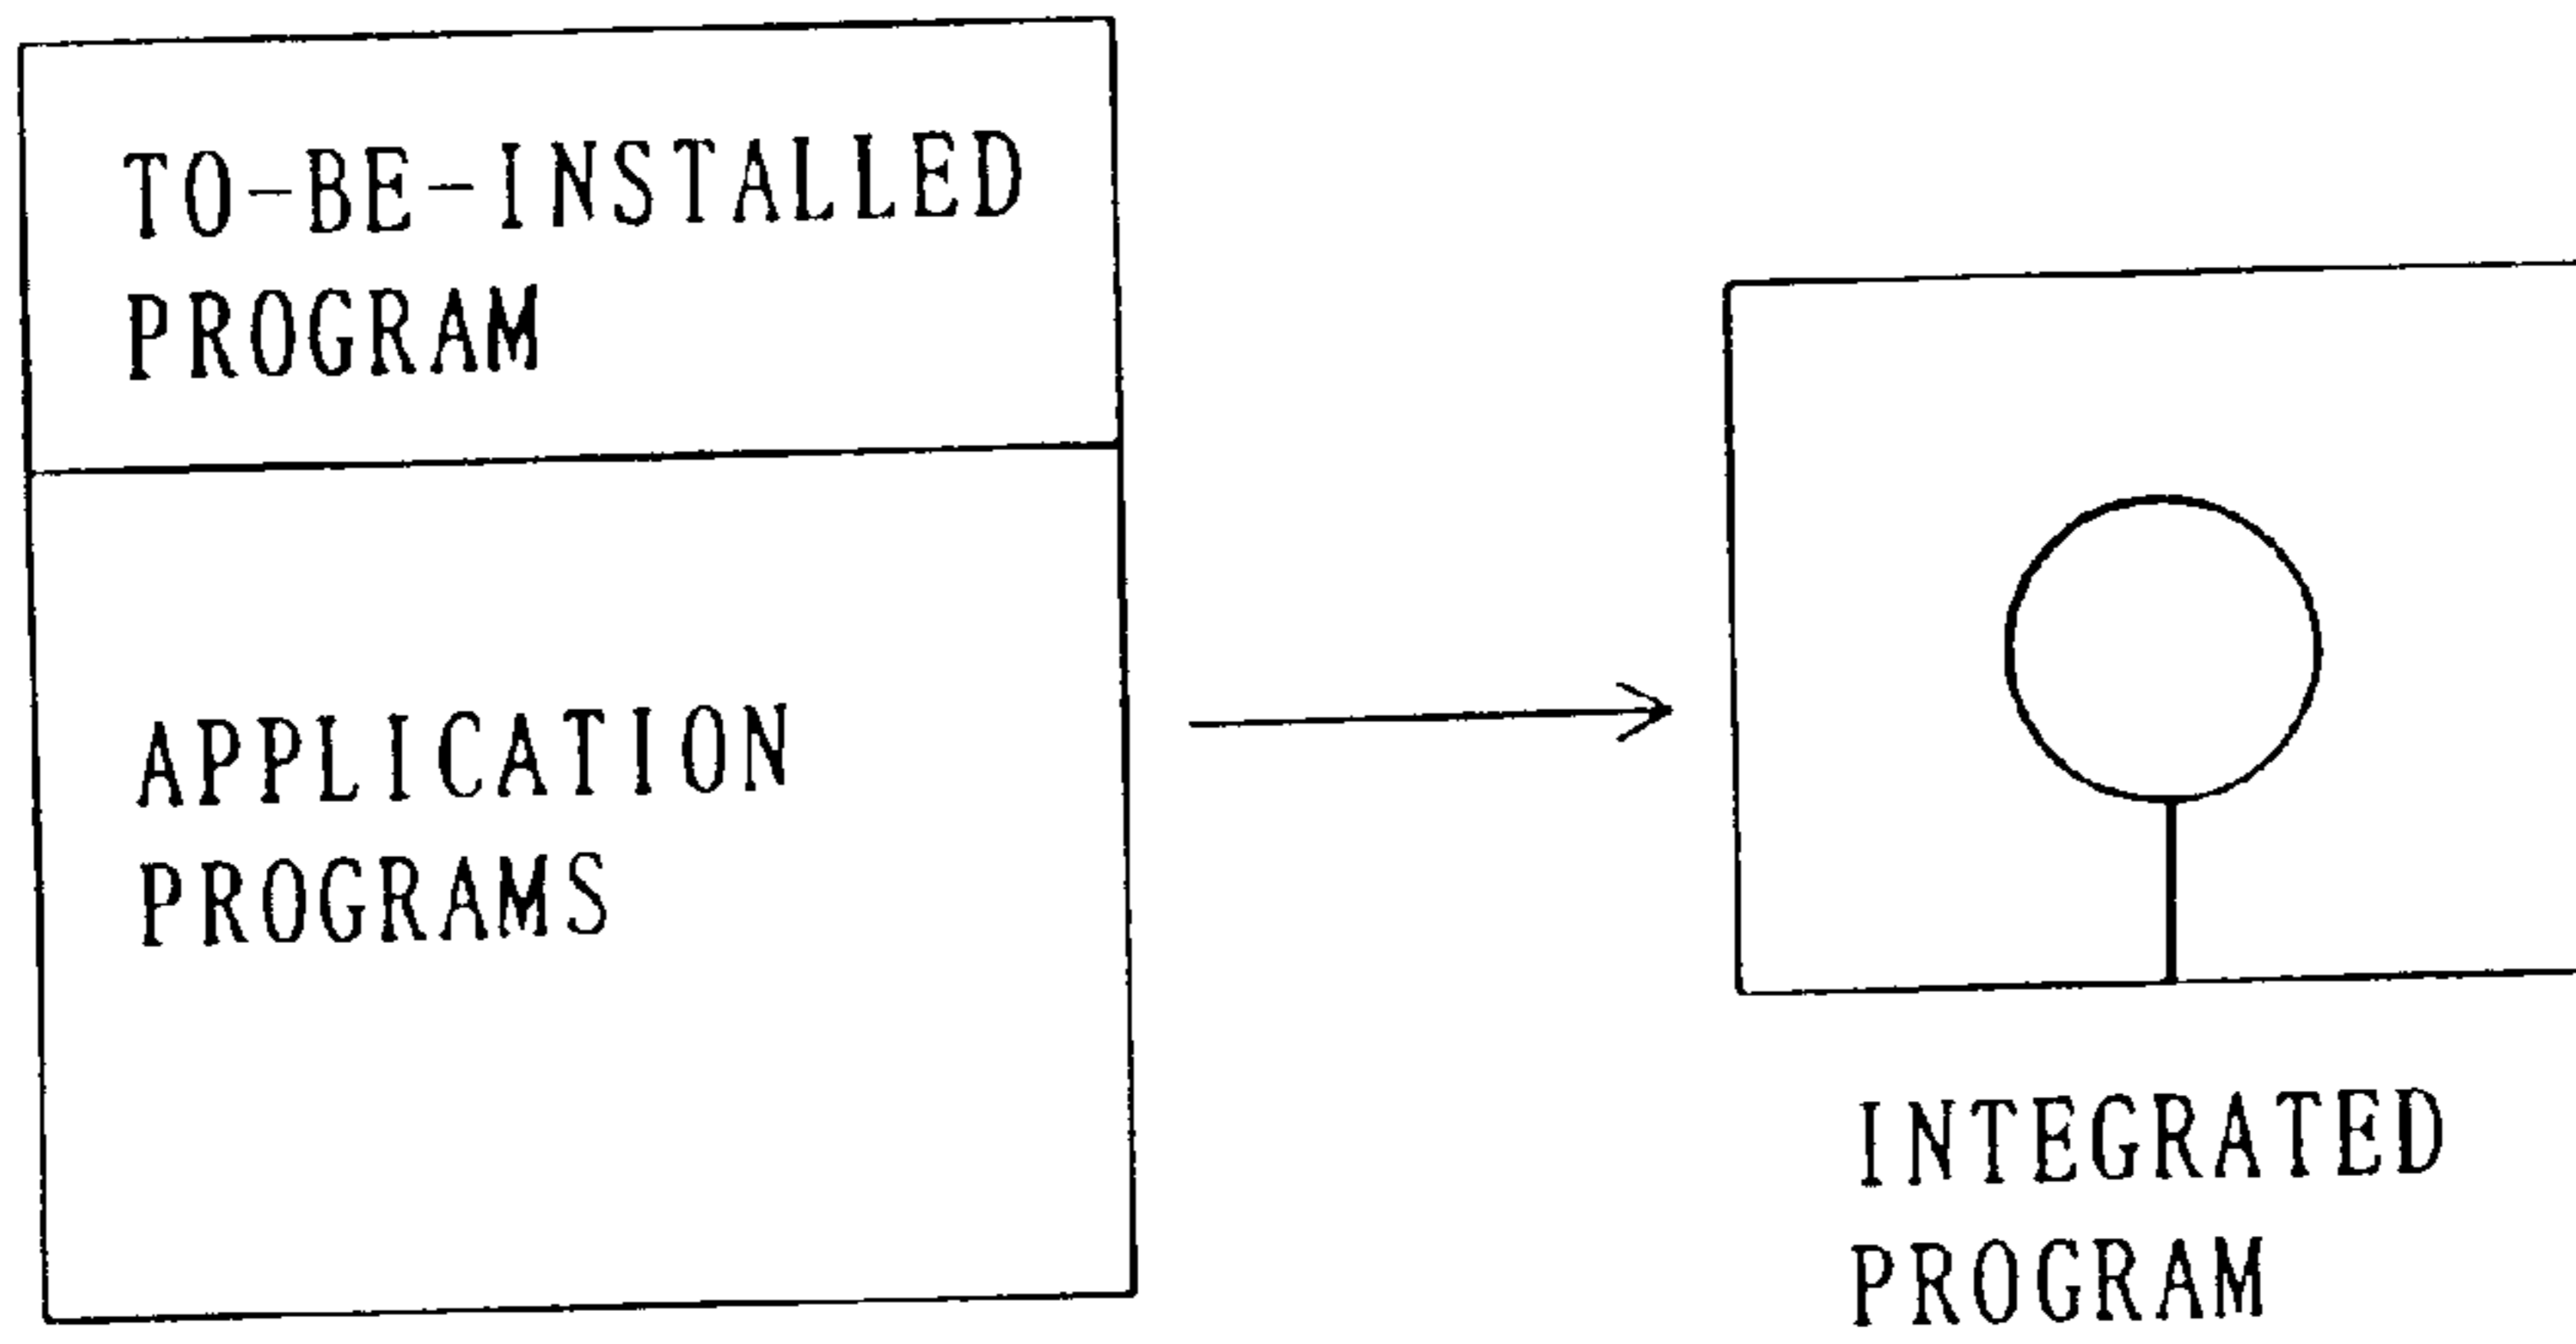 TO-BE-INSTALLED
PROGRAM
APPLICATION
PROGRAMS
INTEGRATED
PROGRAM